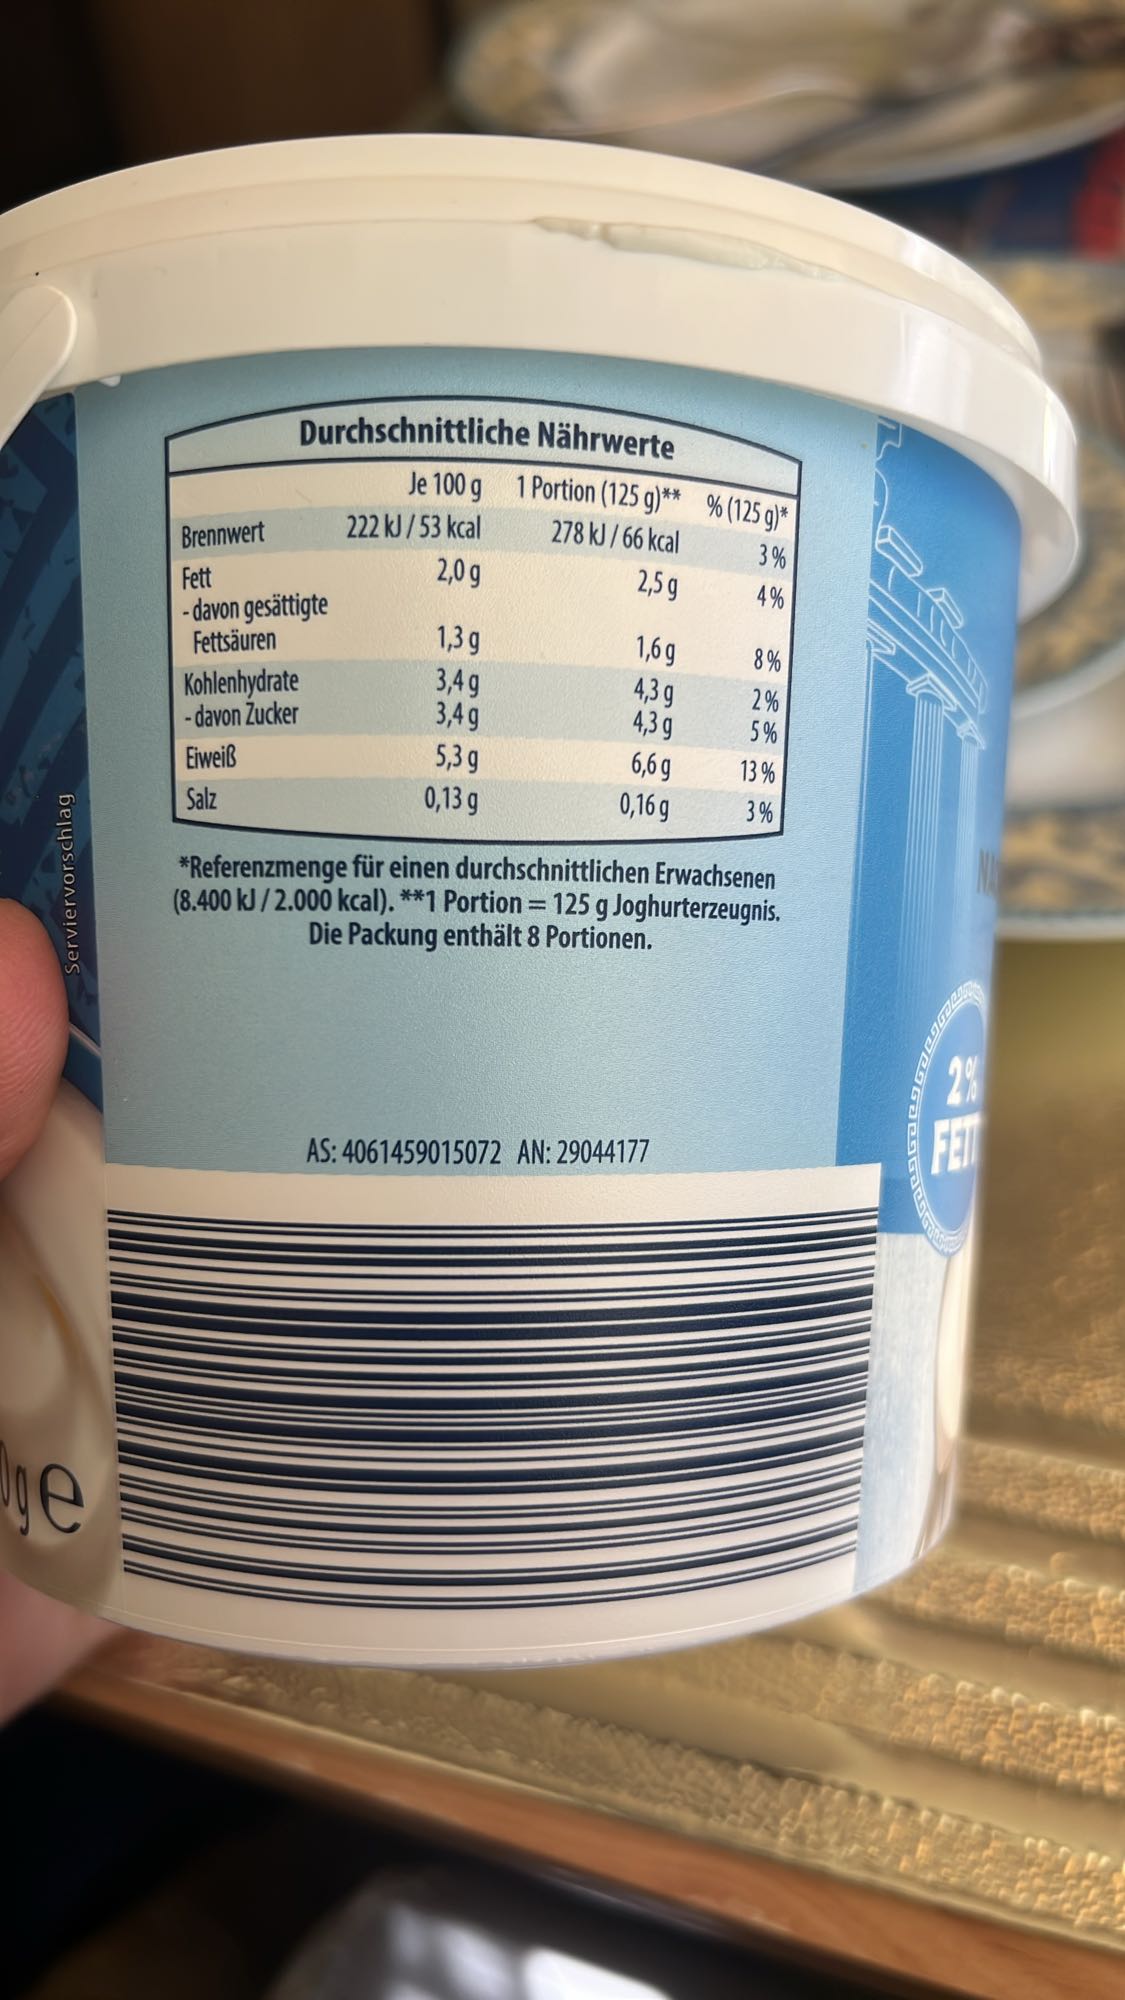 Durchschnittliche Nährwerte
Je 100 g 1 Portion (125 g)** % (125 g)*
Brennwert 222 kJ / 53 kcal 278 kJ / 66 kcal 3 %
Fett 2,0 g 2,5 g 4 %
- davon gesättigte
Fettsäuren 1,3 g 1,6 g 8 %
Kohlenhydrate 3,4 g 4,3 g 2 %
- davon Zucker 3,4 g 4,3 g 5 %
Eiweiß 5,3 g 6,6 g 13 %
Salz 0,13 g 0,16 g 3 %
*Referenzmenge für einen durchschnittlichen Erwachsenen
(8.400 kJ / 2.000 kcal). **1 Portion = 125 g Joghurterzeugnis.
Die Packung enthält 8 Portionen.
AS: 4061459015072 AN: 29044177
Serviervorschlag
2%
FETT